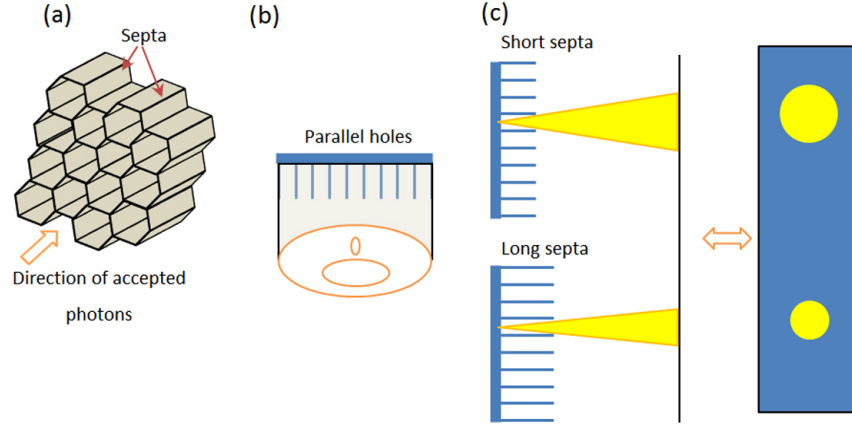 (a)
Septa
Direction of accepted
photons
(b)
Parallel holes
(c)
Short septa
Long septa